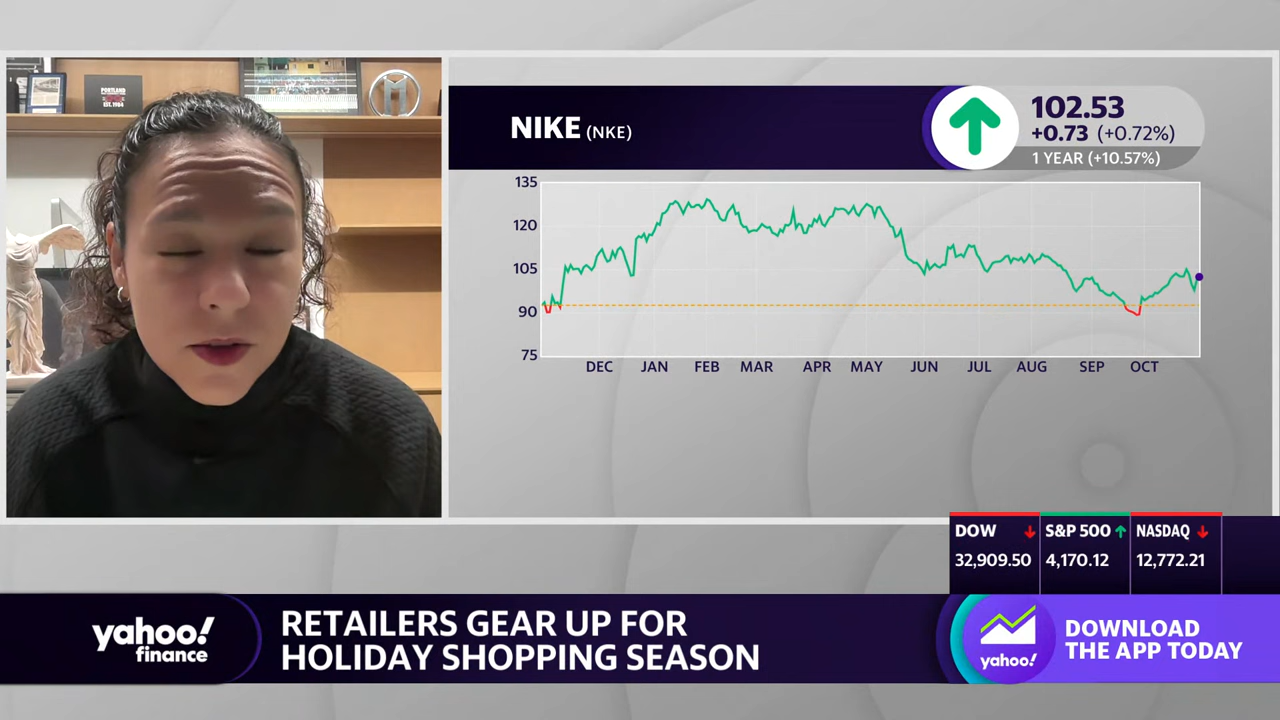 PORTLAND
EST. 1984
NIKE (NKE)
102.53
+0.73 (+0.72%)
1 YEAR (+10.57%)
135
120
105
90
75
DEC JAN FEB MAR APR MAY JUN JUL AUG SEP OCT
DOW
32,909.50
S&P 500
4,170.12
NASDAQ
12,772.21
yahoo!
finance
RETAILERS GEAR UP FOR
HOLIDAY SHOPPING SEASON
yahoo!
DOWNLOAD
THE APP TODAY